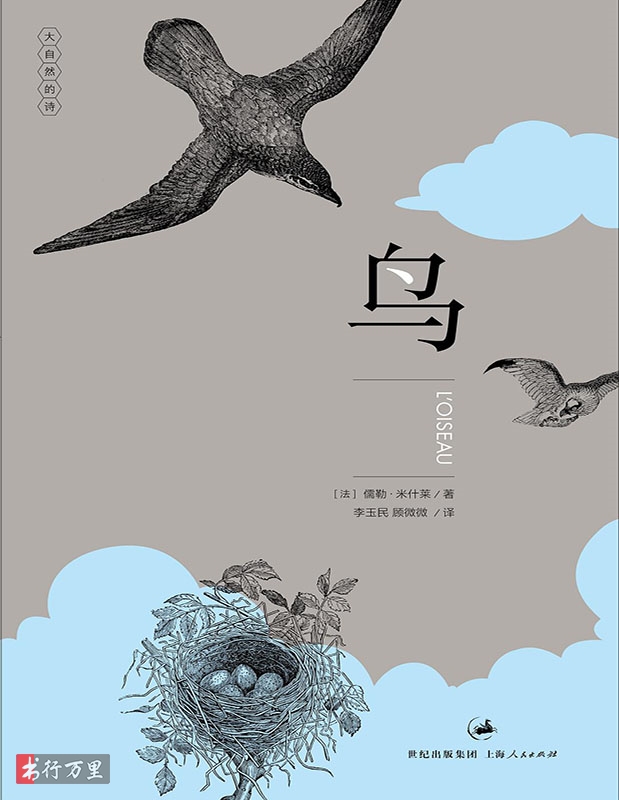 大自然的诗
鸟
L'OISEAU
［法］儒勒·米什莱／著
李玉民 顾微微／译
世纪出版集团 上海人民出版社
书行万里